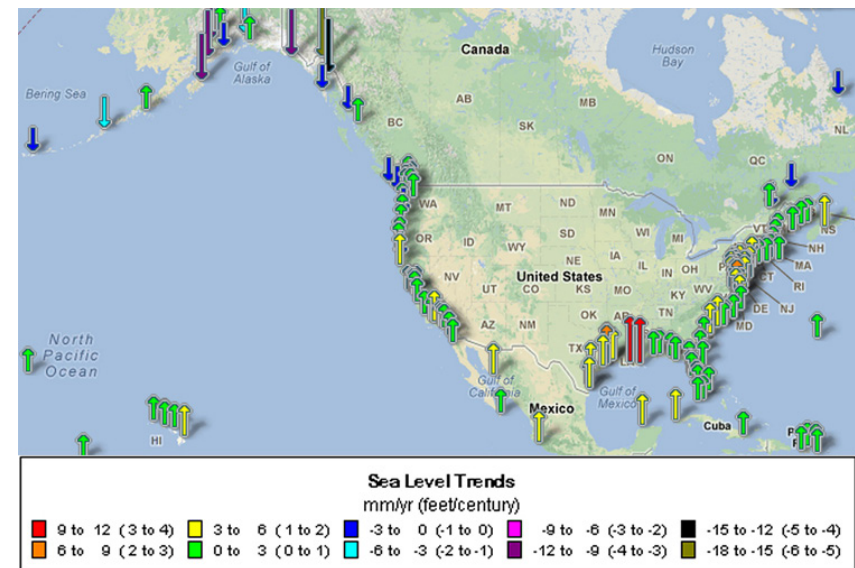 Canada
Hudson
Bay
Gulf of
Alaska
Bering Sea
AB
MB
BC
SK
NL
ON
QC
WA
MT
ND
MN
VT
NS
OR
ID
WY
SD
WI
MI
NH
IA
MA
NE
NV
United States
IL
IN
OH
CT
RI
UT
CO
KS
MO
KY
WV
NJ
DE
MD
OK
TN
AZ
NM
TX
North
Pacific
Ocean
Gulf of
California
Gulf of
Mexico
Mexico
Cuba
HI
Sea Level Trends
mm/yr (feet/century)
9 to 12 (3 to 4) 3 to 6 (1 to 2) -3 to 0 (-1 to 0) -9 to -6 (-3 to -2) -15 to -12 (-5 to -4)
6 to 9 (2 to 3) 0 to 3 (0 to 1) -6 to -3 (-2 to -1) -12 to -9 (-4 to -3) -18 to -15 (-6 to -5)